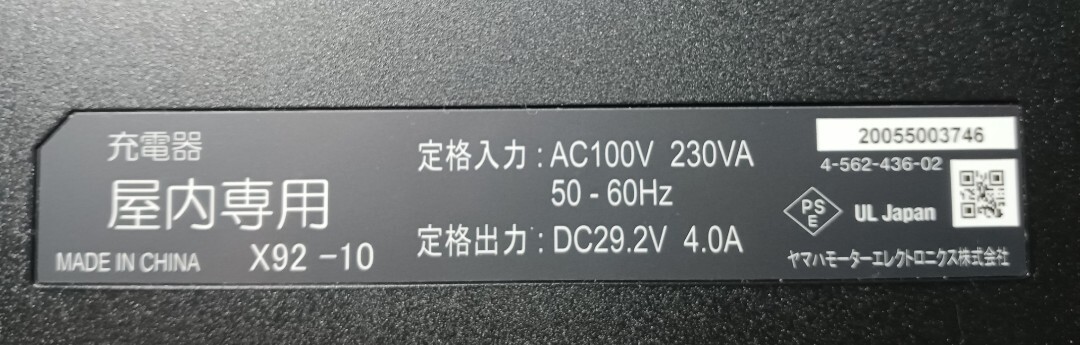 充電器
屋内専用
MADE IN CHINA X92 -10
定格入力 : AC100V 230VA
50 - 60Hz
定格出力 : DC29.2V 4.0A
20055003746
4-562-436-02
PSE UL Japan
ヤマハモーターエレクトロニクス株式会社